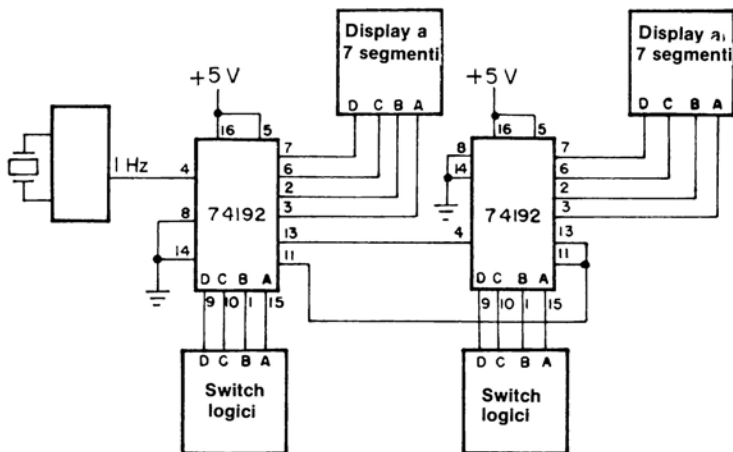 Display a
7 segmenti
D C B A
Display a
7 segmenti
D C B A
+5 V
+5V
16 5
16 5
1 Hz
4
7
6
2
3
8
74192
13
14
11
D C B A
9 10 1 15
8
7
14
6
2
74192
3
4
13
11
D C B A
9 10 1 15
D C B A
Switch
logici
D C B A
Switch
logici